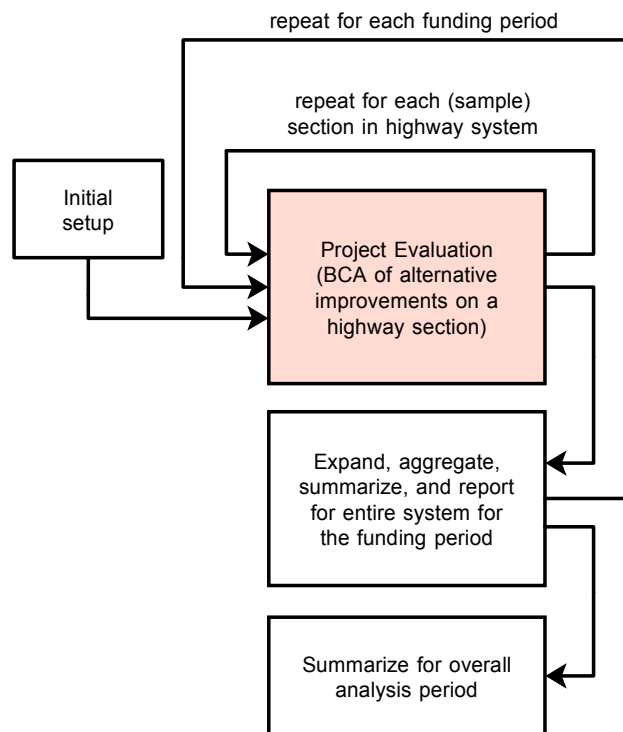 repeat for each funding period
repeat for each (sample)
section in highway system
Initial
setup
Project Evaluation
(BCA of alternative
improvements on a
highway section)
Expand, aggregate,
summarize, and report
for entire system for
the funding period
Summarize for overall
analysis period